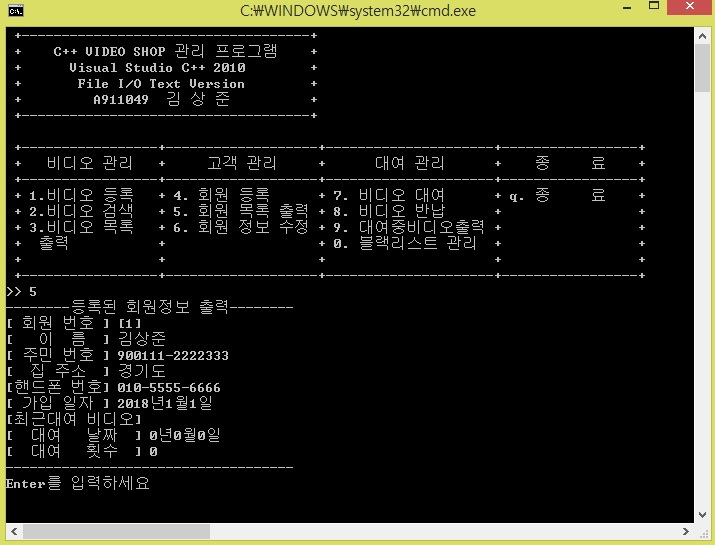 C:₩WINDOWS₩system32₩cmd.exe
+-----------------------------------+
+ C++ VIDEO SHOP 관리 프로그램 +
+ Visual Studio C++ 2010 +
+ File I/O Text Version +
+ A911049 김 상 준 +
+-----------------------------------+
+-----------------+-------------------+---------------------+-----------------+
+ 비디오 관리 + 고객 관리 + 대여 관리 + 종 료 +
+-----------------+-------------------+---------------------+-----------------+
+ 1.비디오 등록 + 4. 회원 등록 + 7. 비디오 대여 + q. 종 료 +
+ 2.비디오 검색 + 5. 회원 목록 출력 + 8. 비디오 반납 + +
+ 3.비디오 목록 + 6. 회원 정보 수정 + 9. 대여중비디오출력 + +
+ 출력 + + 0. 블랙리스트 관리 + +
+ + + + +
+-----------------+-------------------+---------------------+-----------------+
>> 5
--------등록된 회원정보 출력--------
[ 회원 번호 ] [1]
[ 이 름 ] 김상준
[ 주민 번호 ] 900111-2222333
[ 집 주소 ] 경기도
[핸드폰 번호] 010-5555-6666
[ 가입 일자 ] 2018년1월1일
[최근대여 비디오]
[ 대여 날짜 ] 0년0월0일
[ 대여 횟수 ] 0
------------------------------------
Enter를 입력하세요